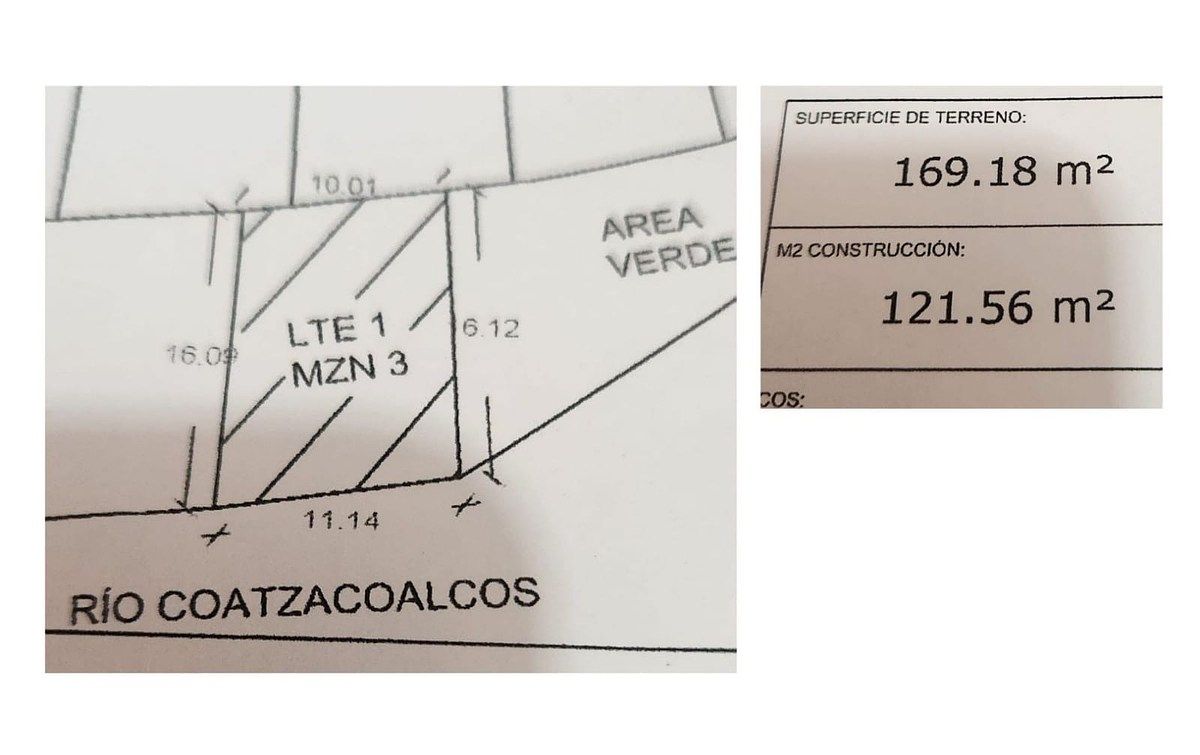 10.01
AREA
VERDE
LTE 1
MZN 3
16.09
6.12
11.14
RÍO COATZACOALCOS
SUPERFICIE DE TERRENO:
169.18 m²
M2 CONSTRUCCIÓN:
121.56 m²
COS: